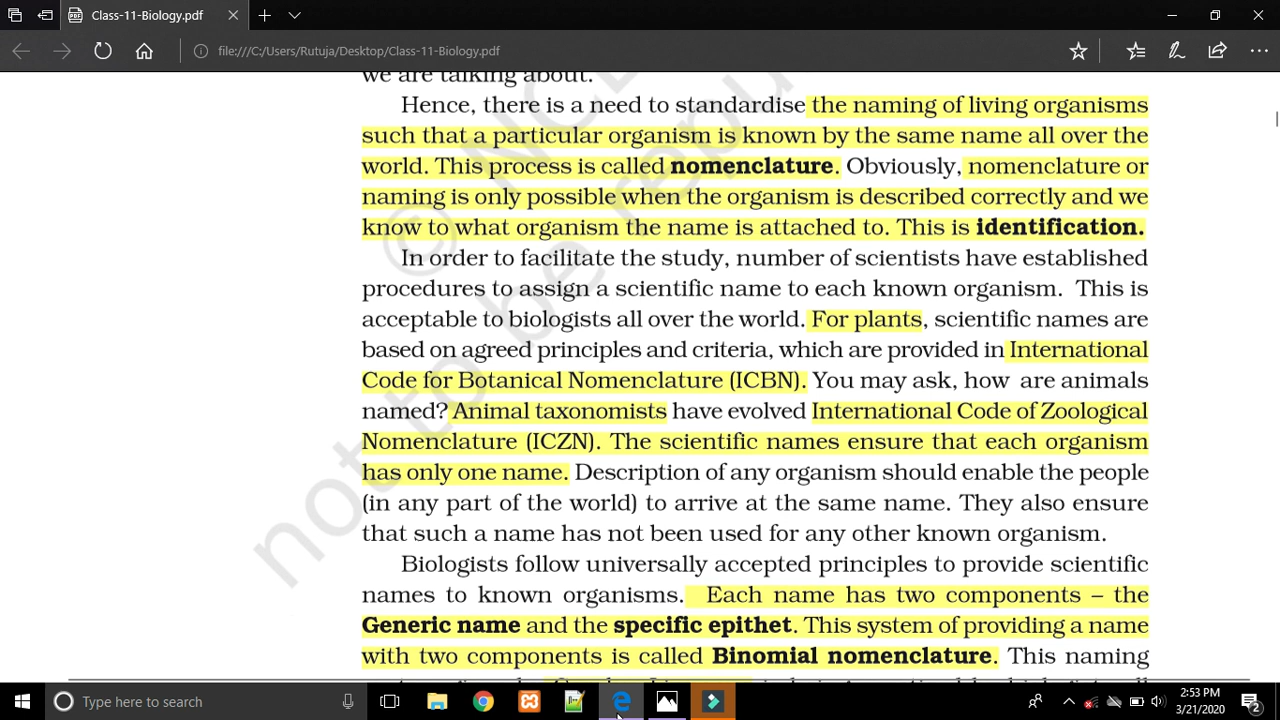 Class-11-Biology.pdf
file:///C:/Users/Rutuja/Desktop/Class-11-Biology.pdf
we are talking about.
Hence, there is a need to standardise the naming of living organisms
such that a particular organism is known by the same name all over the
world. This process is called nomenclature. Obviously, nomenclature or
naming is only possible when the organism is described correctly and we
know to what organism the name is attached to. This is identification.
In order to facilitate the study, number of scientists have established
procedures to assign a scientific name to each known organism. This is
acceptable to biologists all over the world. For plants, scientific names are
based on agreed principles and criteria, which are provided in International
Code for Botanical Nomenclature (ICBN). You may ask, how are animals
named? Animal taxonomists have evolved International Code of Zoological
Nomenclature (ICZN). The scientific names ensure that each organism
has only one name. Description of any organism should enable the people
(in any part of the world) to arrive at the same name. They also ensure
that such a name has not been used for any other known organism.
Biologists follow universally accepted principles to provide scientific
names to known organisms. Each name has two components – the
Generic name and the specific epithet. This system of providing a name
with two components is called Binomial nomenclature. This naming
© NC
not to be repu
Type here to search
2:53 PM
3/21/2020
2